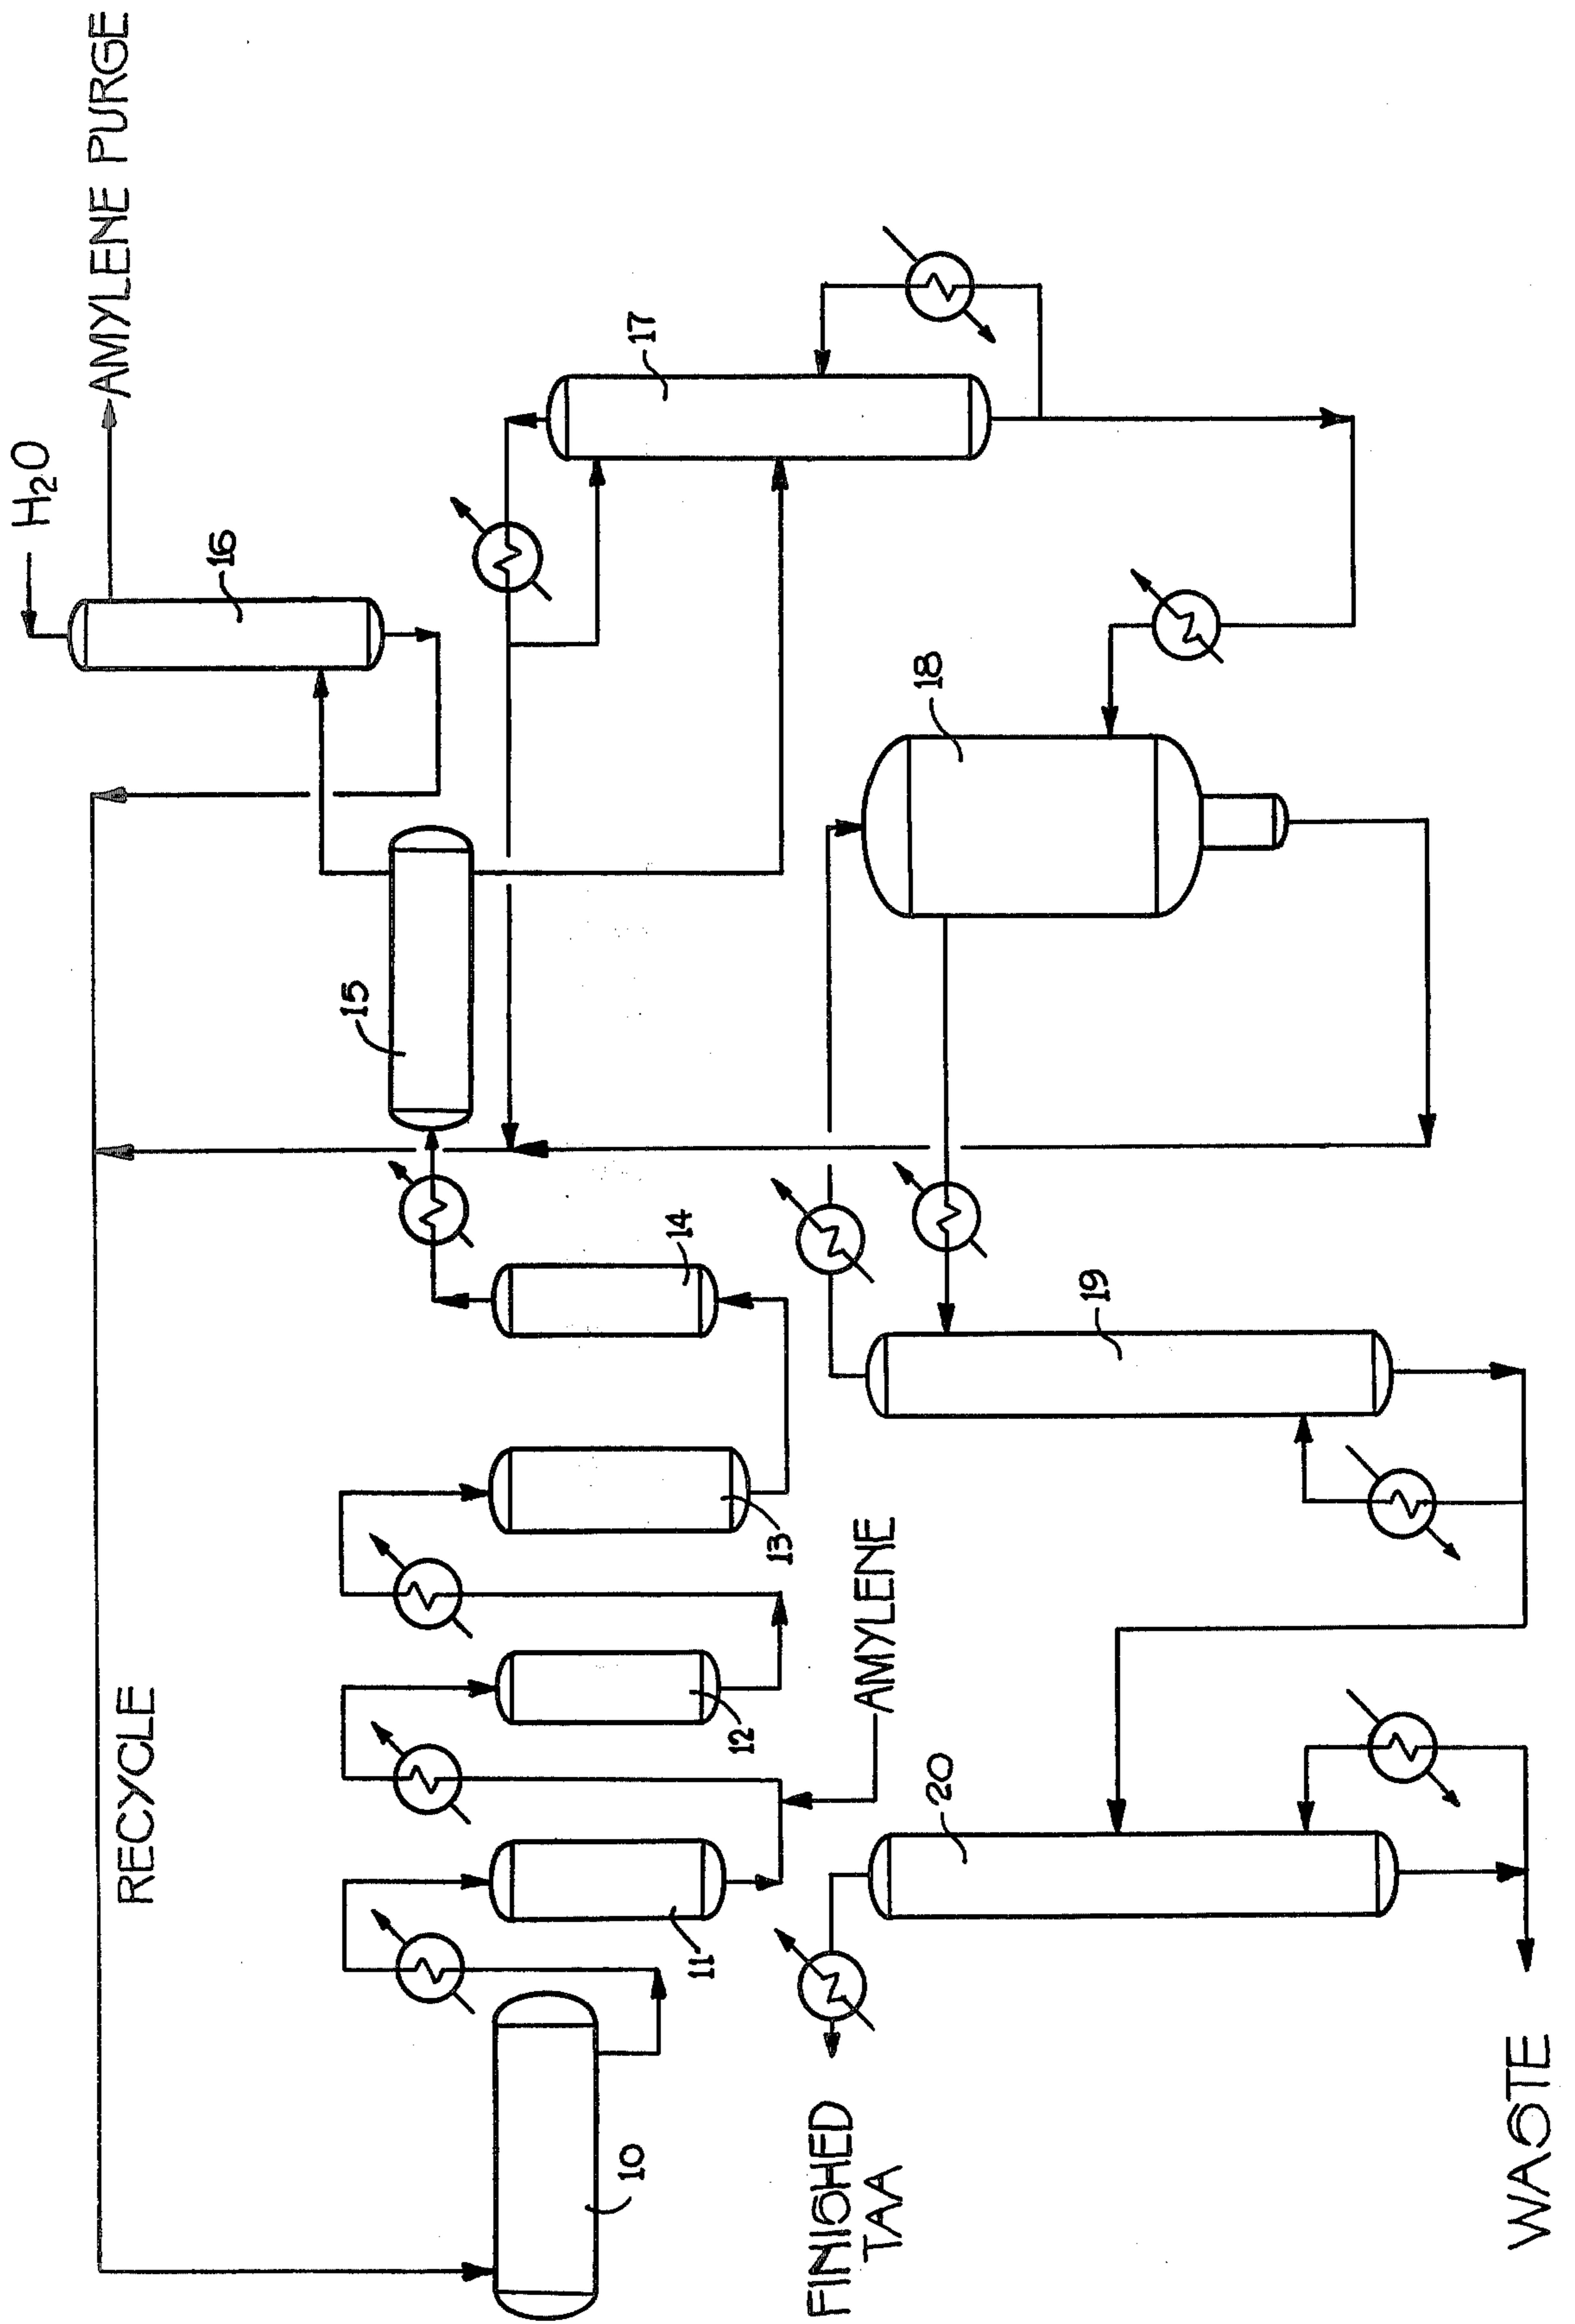 H2O
AMYLENE PURGE
16
17
RECYCLE
15
14
18
13
12
11
10
AMYLENE
19
20
FINISHED
TAA
WASTE